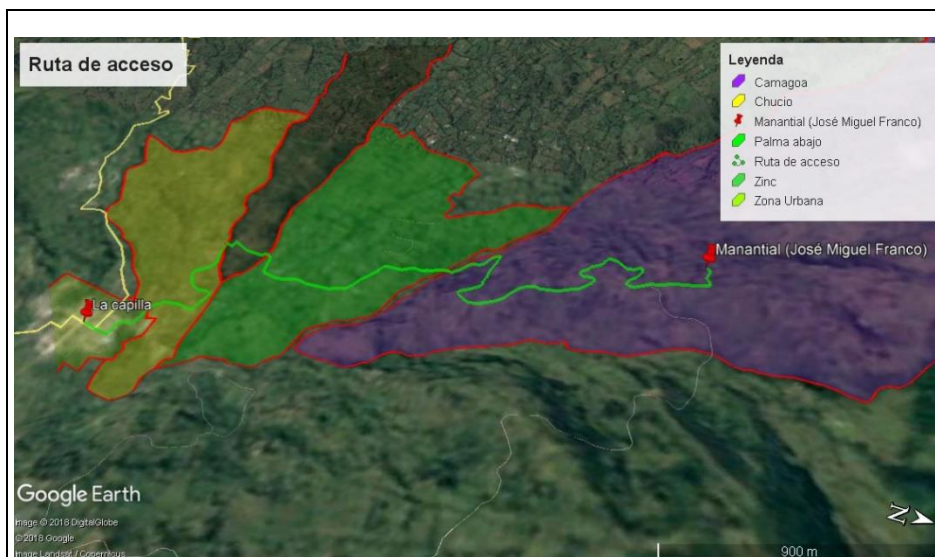 Ruta de acceso
Leyenda
Camagoa
Chucio
Manantial (José Miguel Franco)
Palma abajo
Ruta de acceso
Zinc
Zona Urbana
Manantial (José Miguel Franco)
La capilla
Google Earth
Image © 2018 DigitalGlobe
© 2018 Google
Image Landsat / Copernicus
N
900 m